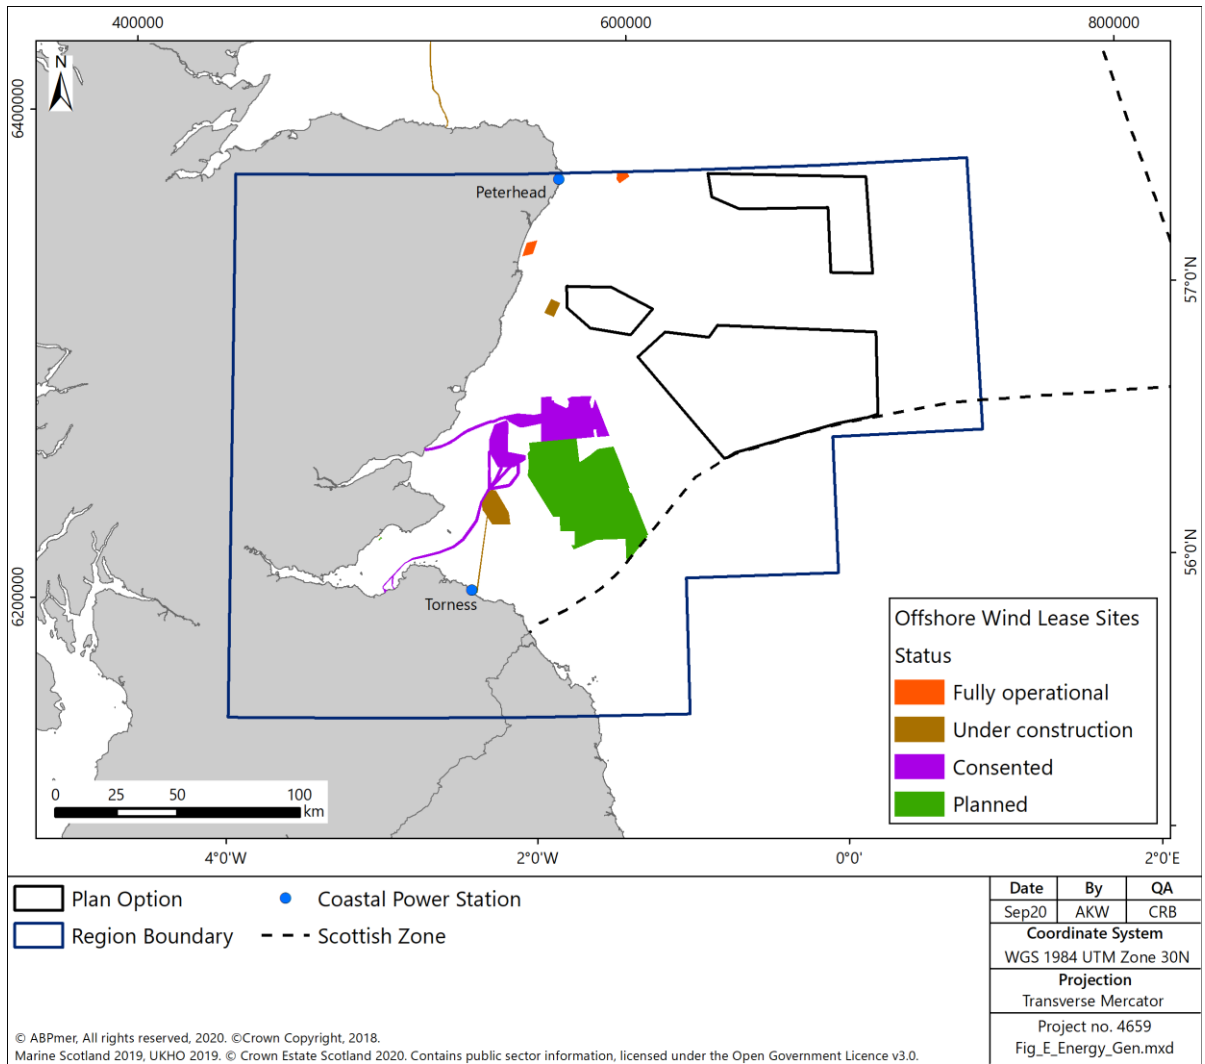 400000
600000
800000
N
6400000
6200000
57°0'N
56°0'N
Peterhead
Torness
Offshore Wind Lease Sites
Status
Fully operational
Under construction
Consented
Planned
0 25 50 100
km
4°0'W
2°0'W
0°0'
2°0'E
Plan Option
Coastal Power Station
Region Boundary
Scottish Zone
Date By QA
Sep20 AKW CRB
Coordinate System
WGS 1984 UTM Zone 30N
Projection
Transverse Mercator
Project no. 4659
Fig_E_Energy_Gen.mxd
© ABPmer, All rights reserved, 2020. ©Crown Copyright, 2018.
Marine Scotland 2019, UKHO 2019. © Crown Estate Scotland 2020. Contains public sector information, licensed under the Open Government Licence v3.0.